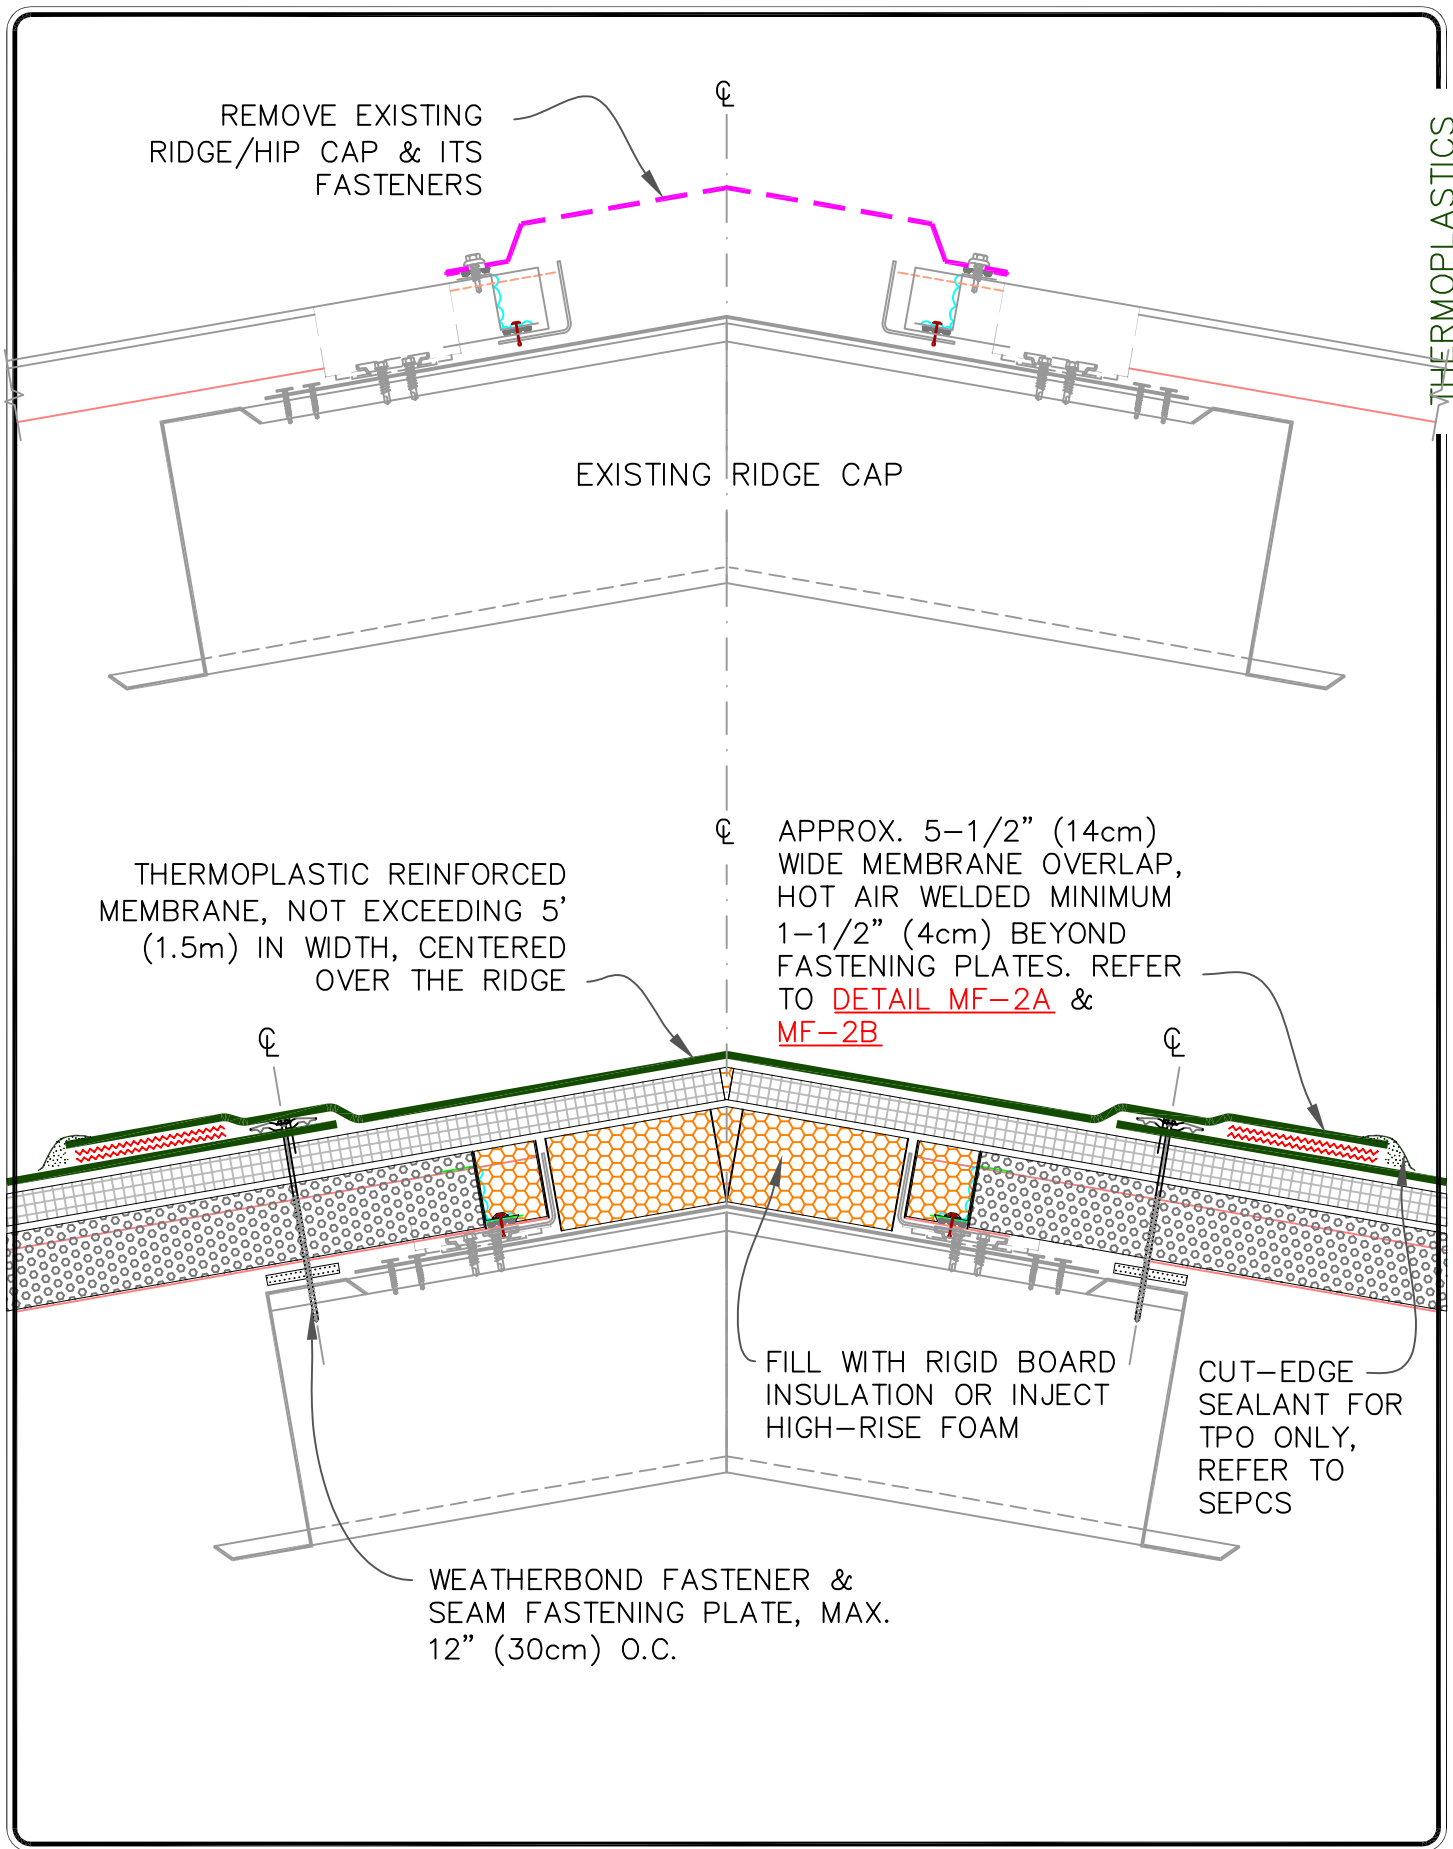 ℄
REMOVE EXISTING
RIDGE/HIP CAP & ITS
FASTENERS
THERMOPLASTICS
EXISTING RIDGE CAP
℄
THERMOPLASTIC REINFORCED
MEMBRANE, NOT EXCEEDING 5'
(1.5m) IN WIDTH, CENTERED
OVER THE RIDGE
APPROX. 5-1/2" (14cm)
WIDE MEMBRANE OVERLAP,
HOT AIR WELDED MINIMUM
1-1/2" (4cm) BEYOND
FASTENING PLATES. REFER
TO DETAIL MF-2A &
MF-2B
℄
℄
FILL WITH RIGID BOARD
INSULATION OR INJECT
HIGH-RISE FOAM
CUT-EDGE
SEALANT FOR
TPO ONLY,
REFER TO
SEPCS
WEATHERBOND FASTENER &
SEAM FASTENING PLATE, MAX.
12" (30cm) O.C.